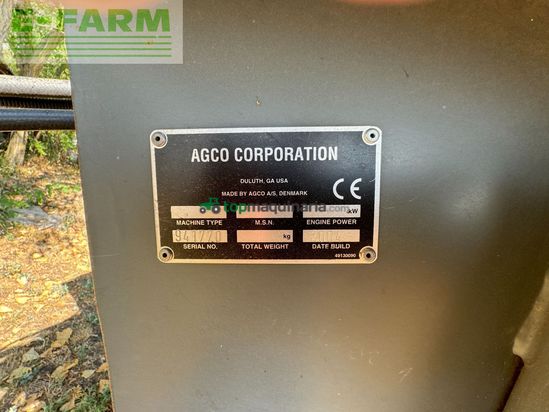 E-FARM
AGCO CORPORATION
DULUTH, GA USA
MADE BY AGCO A/S, DENMARK
CE
topmaquinaria.com
kW
MACHINE TYPE M.S.N. ENGINE POWER
kg
SERIAL NO. TOTAL WEIGHT DATE BUILD
49130090